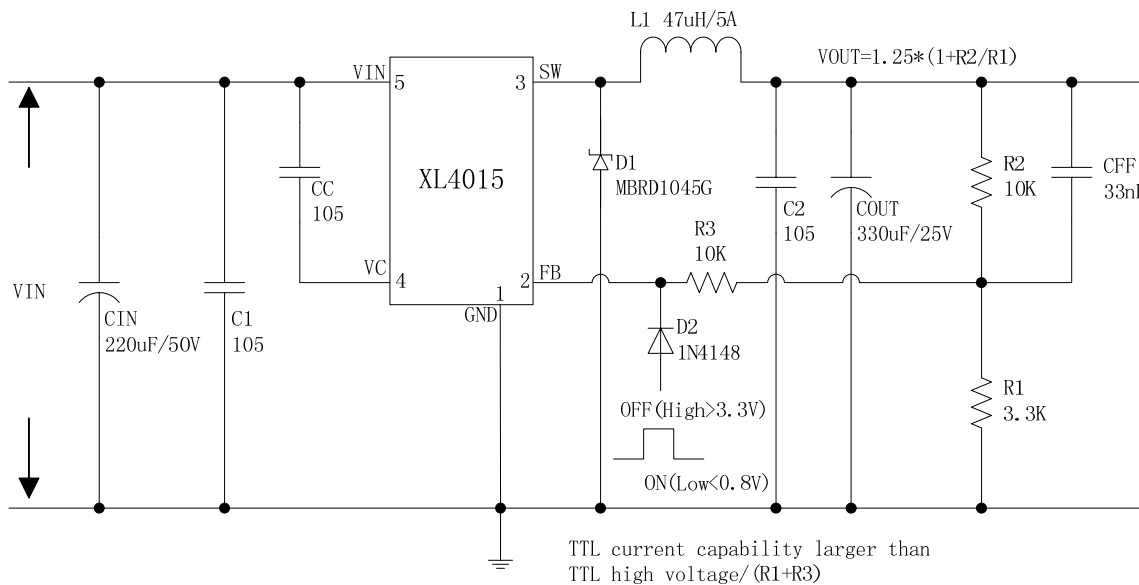 L1 47uH/5A
VOUT=1.25*(1+R2/R1)
VIN
5
3
SW
CC
105
XL4015
D1
MBRD1045G
C2
105
COUT
330uF/25V
R2
10K
CFF
R3
10K
VC
4
2
FB
1
GND
VIN
CIN
220uF/50V
C1
105
D2
1N4148
OFF(High>3.3V)
ON(Low<0.8V)
R1
3.3K
TTL current capability larger than
TTL high voltage/(R1+R3)